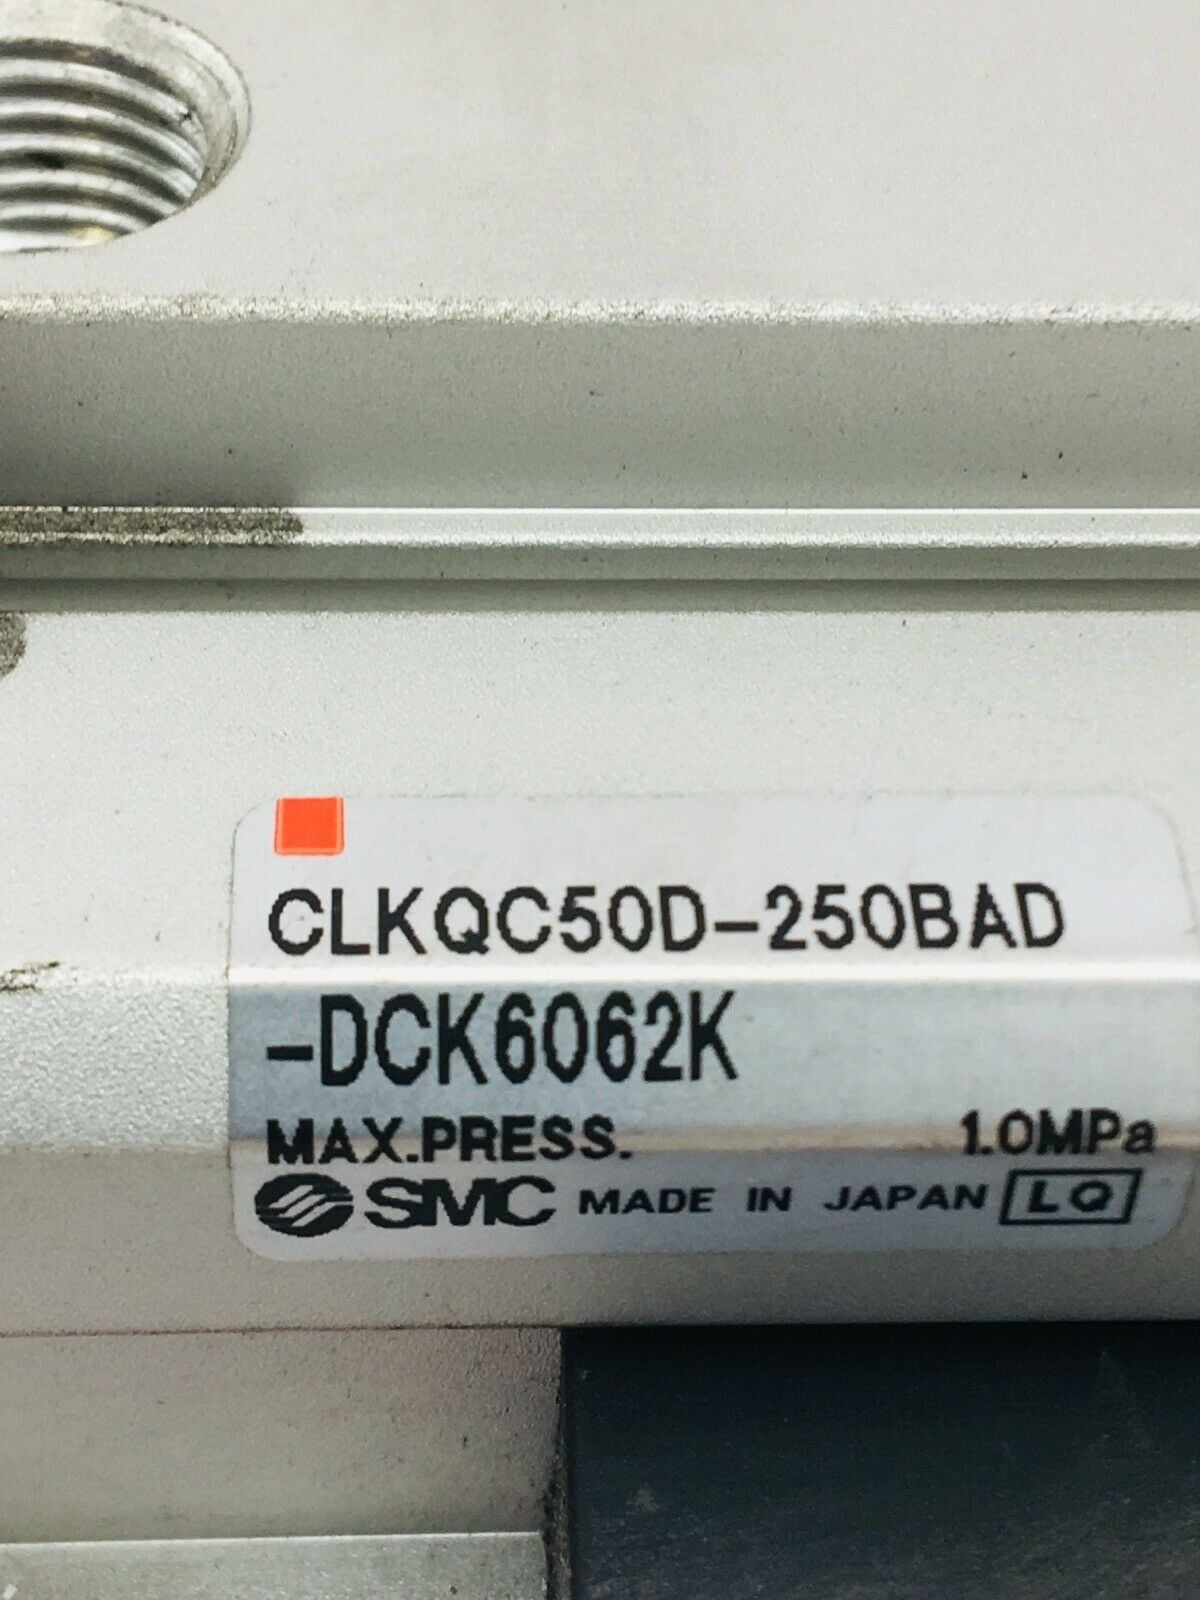 CLKQC50D-250BAD
-DCK6062K
MAX.PRESS. 1.0MPa
SMC MADE IN JAPAN LQ